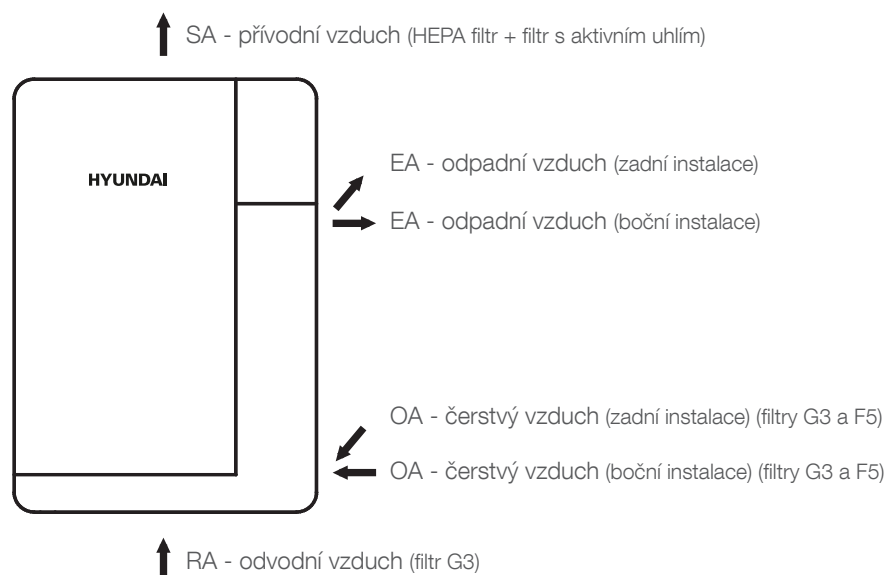 SA - přívodní vzduch (HEPA filtr + filtr s aktivním uhlím)
HYUNDAI
EA - odpadní vzduch (zadní instalace)
EA - odpadní vzduch (boční instalace)
OA - čerstvý vzduch (zadní instalace) (filtry G3 a F5)
OA - čerstvý vzduch (boční instalace) (filtry G3 a F5)
RA - odvodní vzduch (filtr G3)